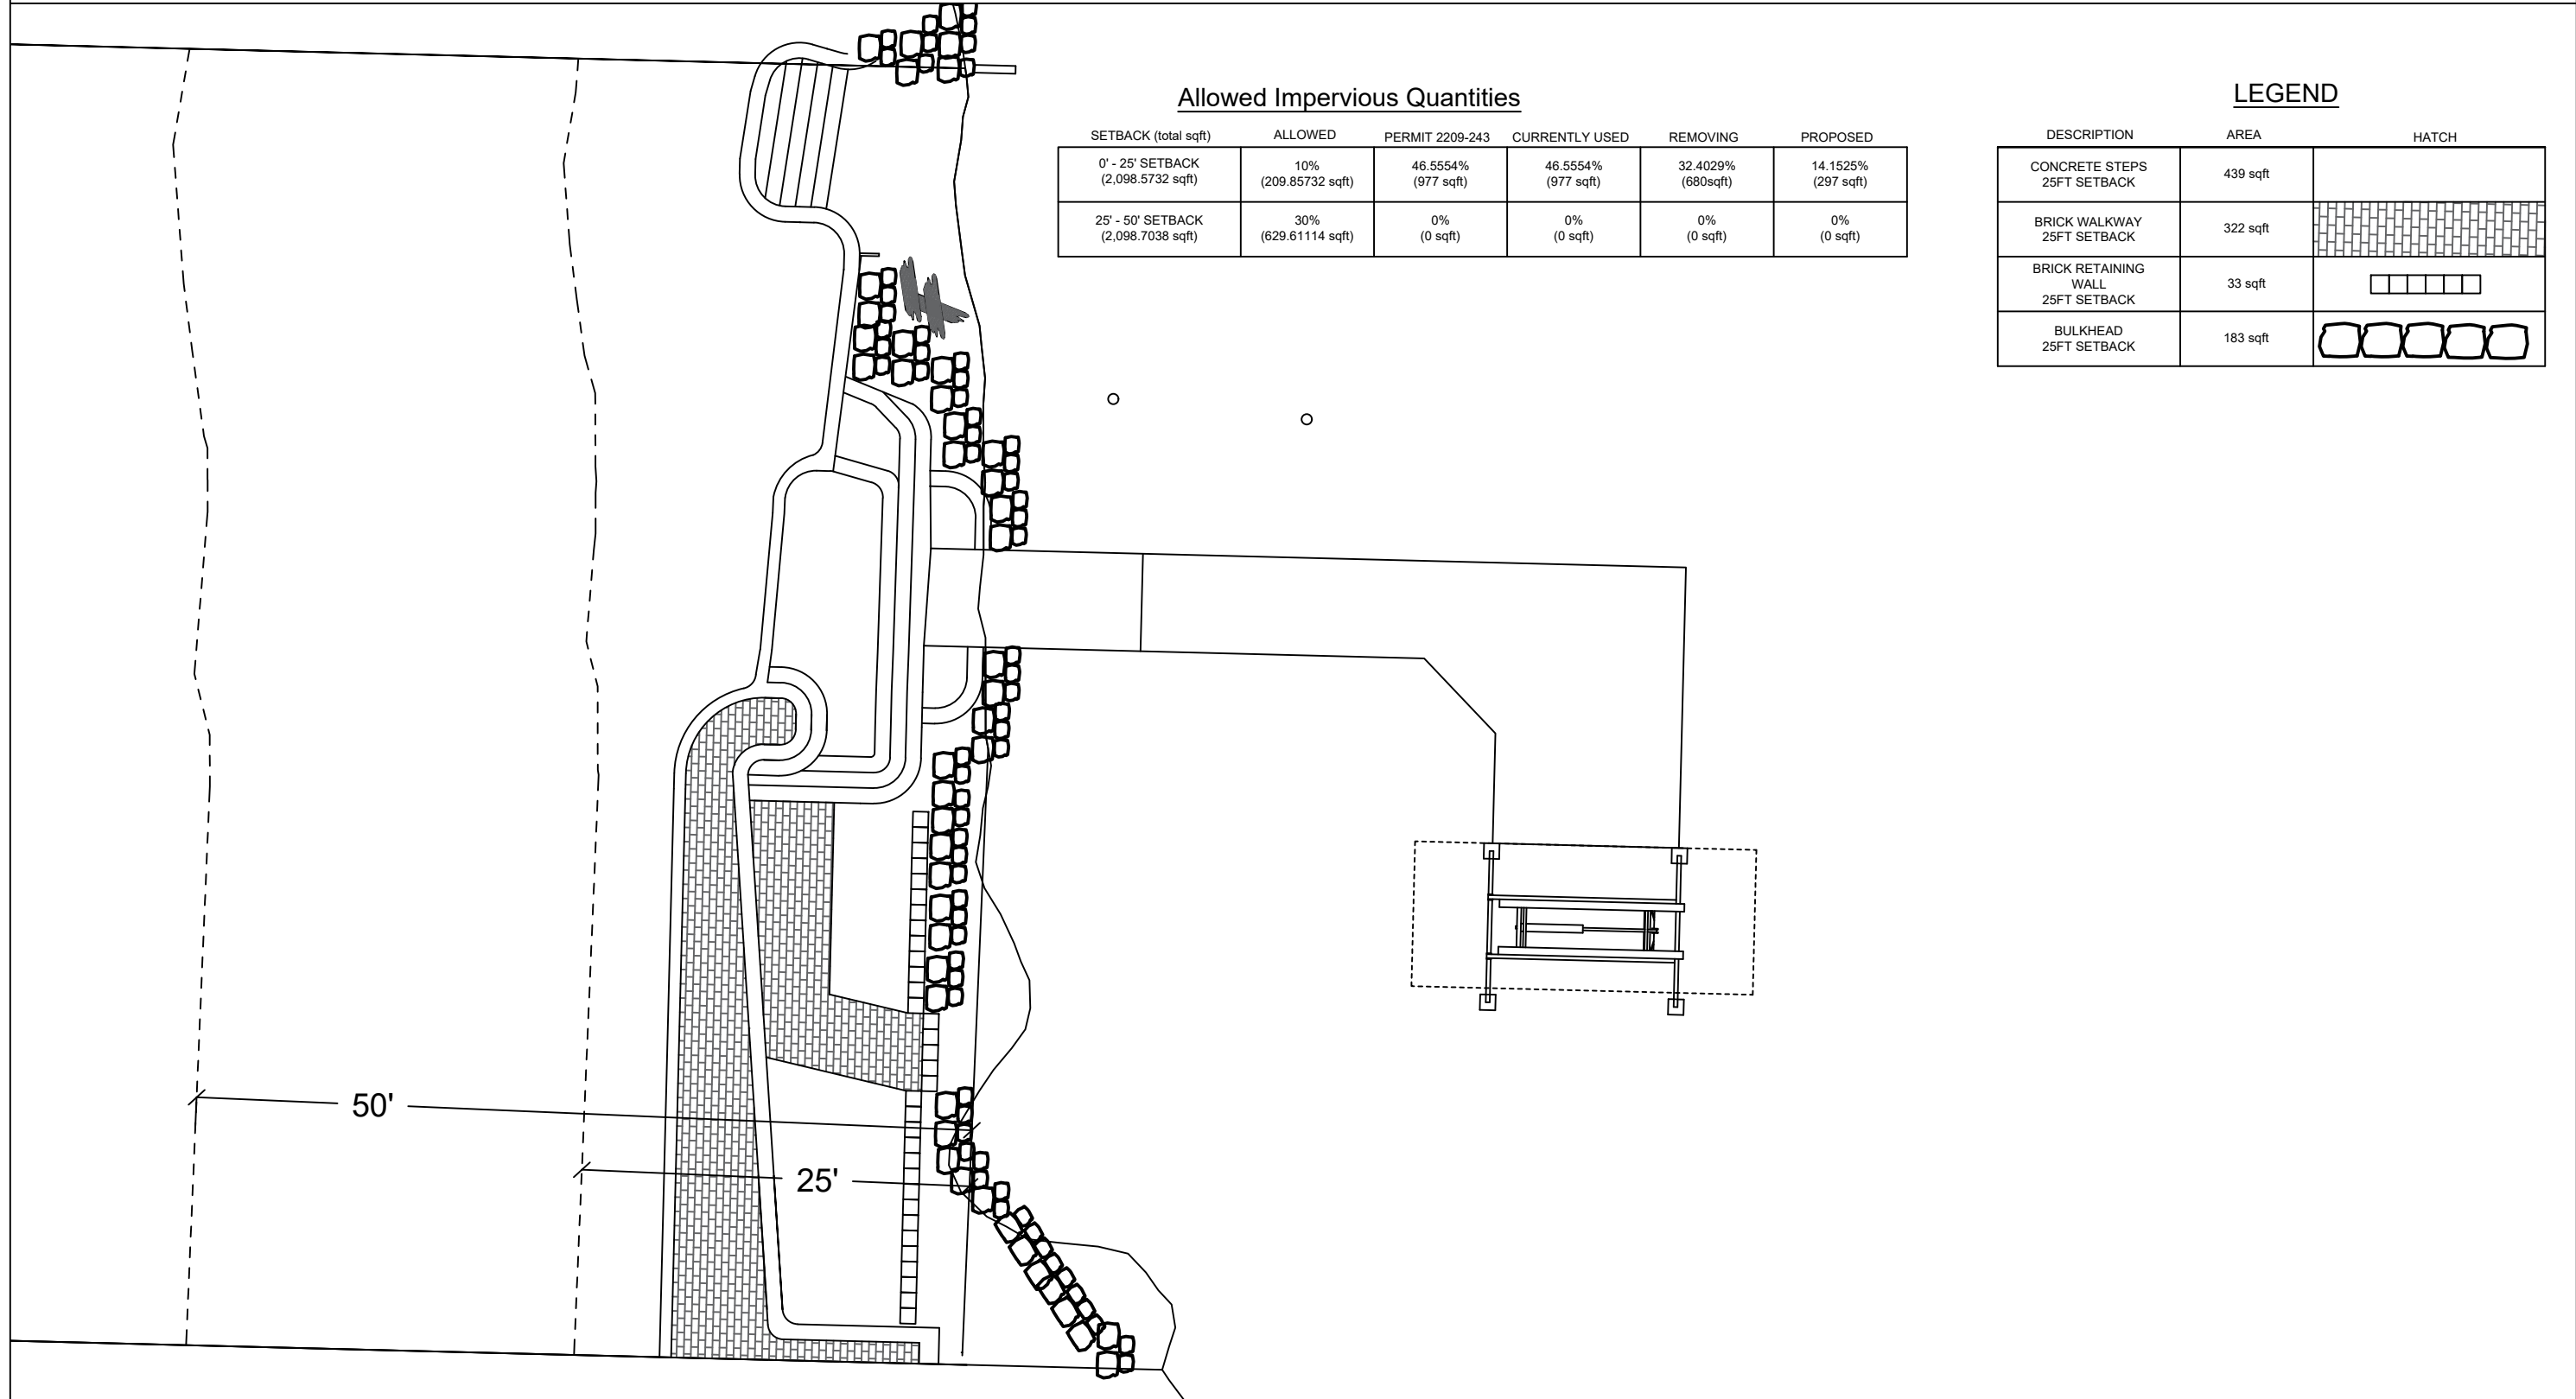 Allowed Impervious Quantities
SETBACK (total sqft) ALLOWED PERMIT 2209-243 CURRENTLY USED REMOVING PROPOSED
0' - 25' SETBACK 10% 46.5554% 46.5554% 32.4029% 14.1525%
(2,098.5732 sqft) (209.85732 sqft) (977 sqft) (977 sqft) (680sqft) (297 sqft)
25' - 50' SETBACK 30% 0% 0% 0% 0%
(2,098.7038 sqft) (629.61114 sqft) (0 sqft) (0 sqft) (0 sqft) (0 sqft)
LEGEND
DESCRIPTION AREA HATCH
CONCRETE STEPS
25FT SETBACK
439 sqft
BRICK WALKWAY
25FT SETBACK
322 sqft
BRICK RETAINING
WALL
25FT SETBACK
33 sqft
BULKHEAD
25FT SETBACK
183 sqft
50'
25'